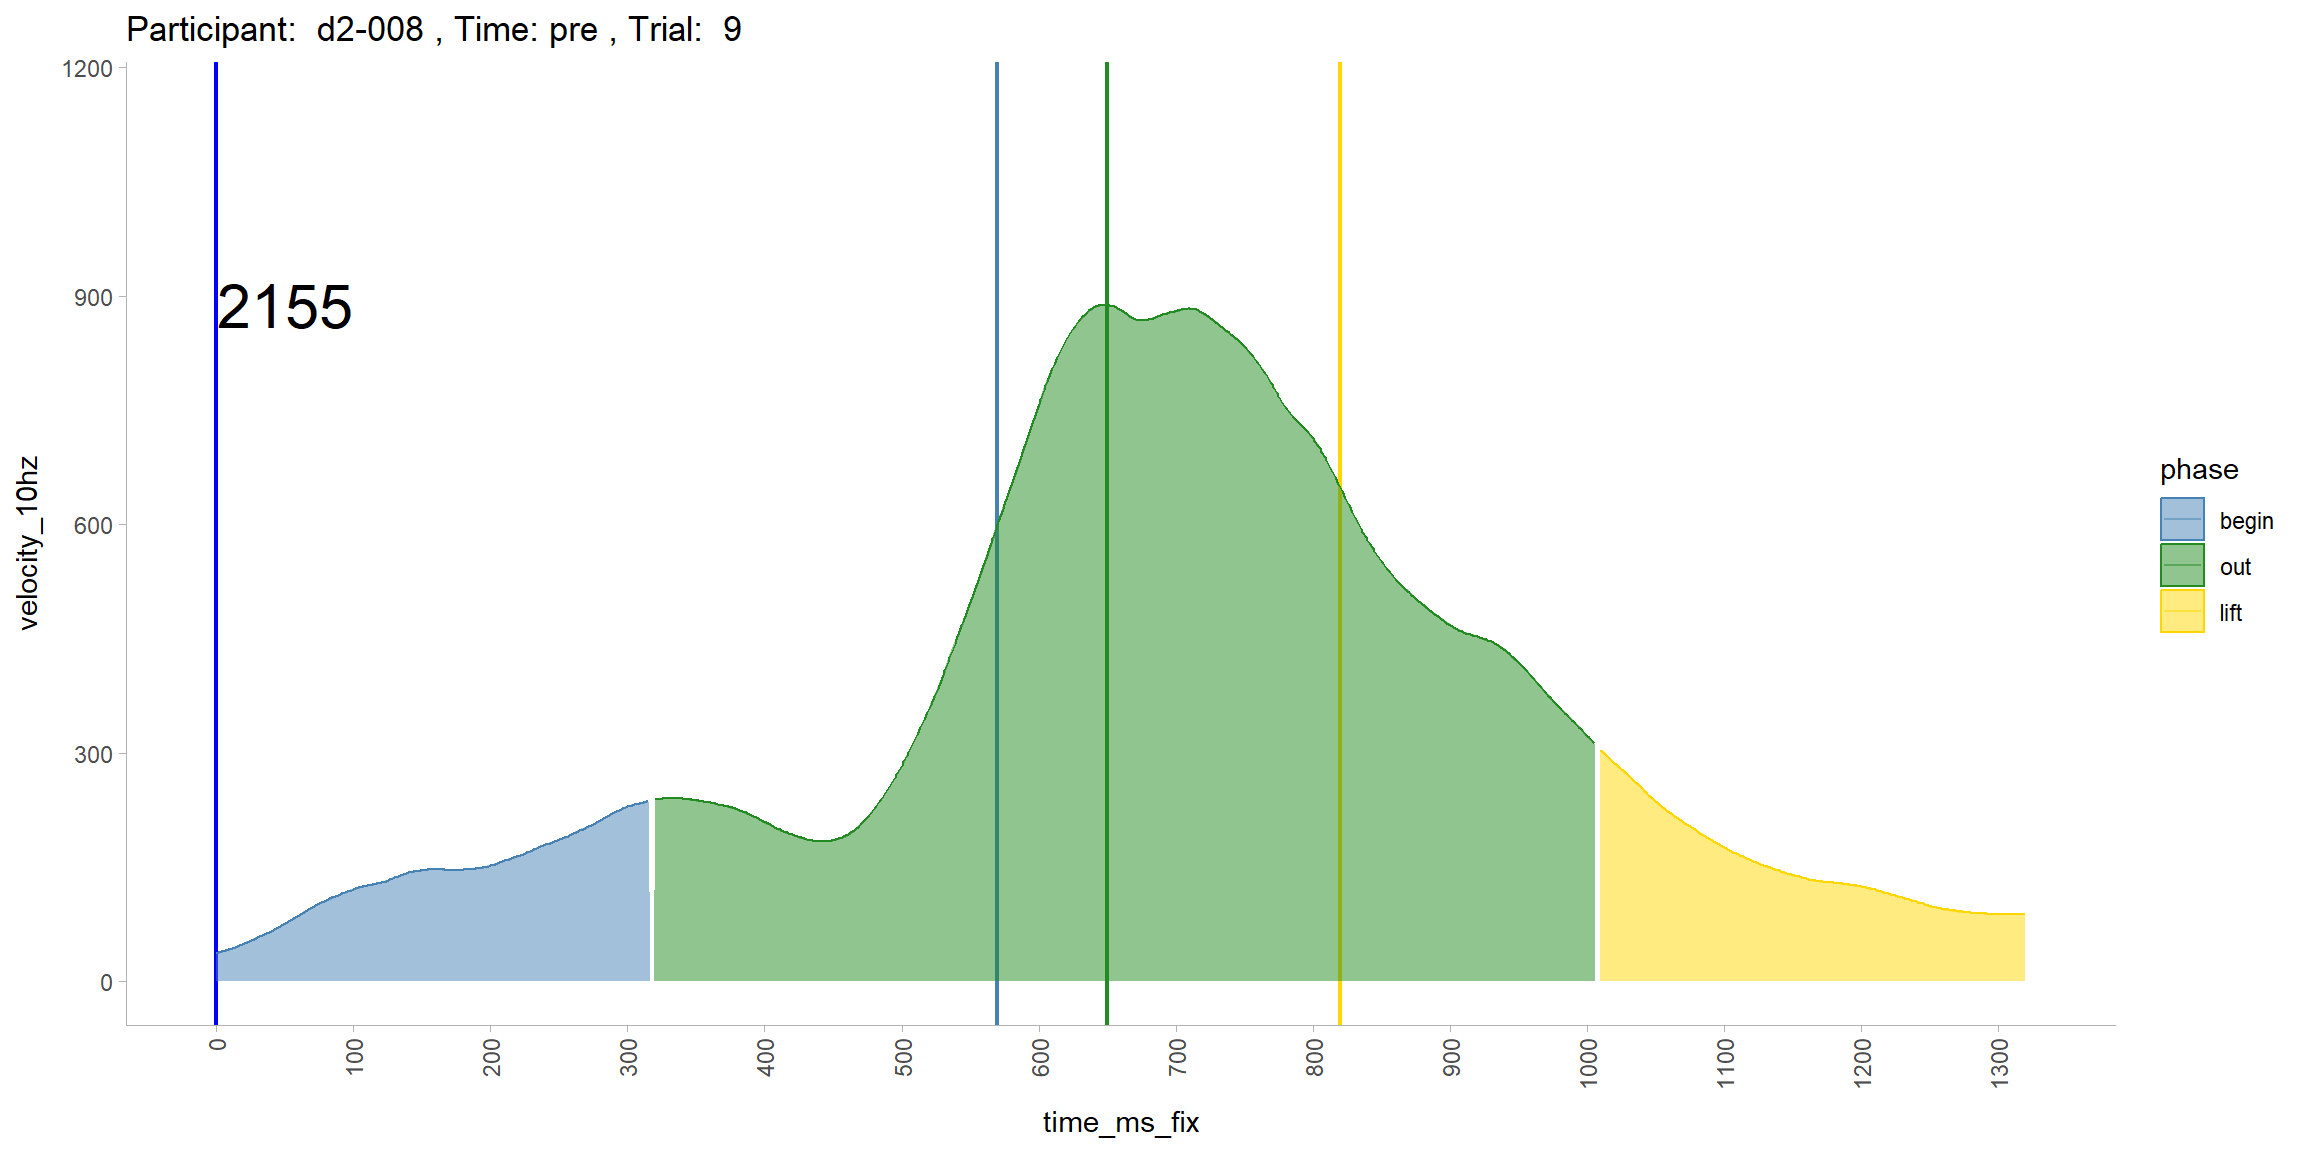 Participant:  d2-008 , Time: pre , Trial:  9
1200
900
600
300
0
velocity_10hz
2155
0
100
200
300
400
500
600
700
800
900
1000
1100
1200
1300
time_ms_fix
phase
begin
out
lift